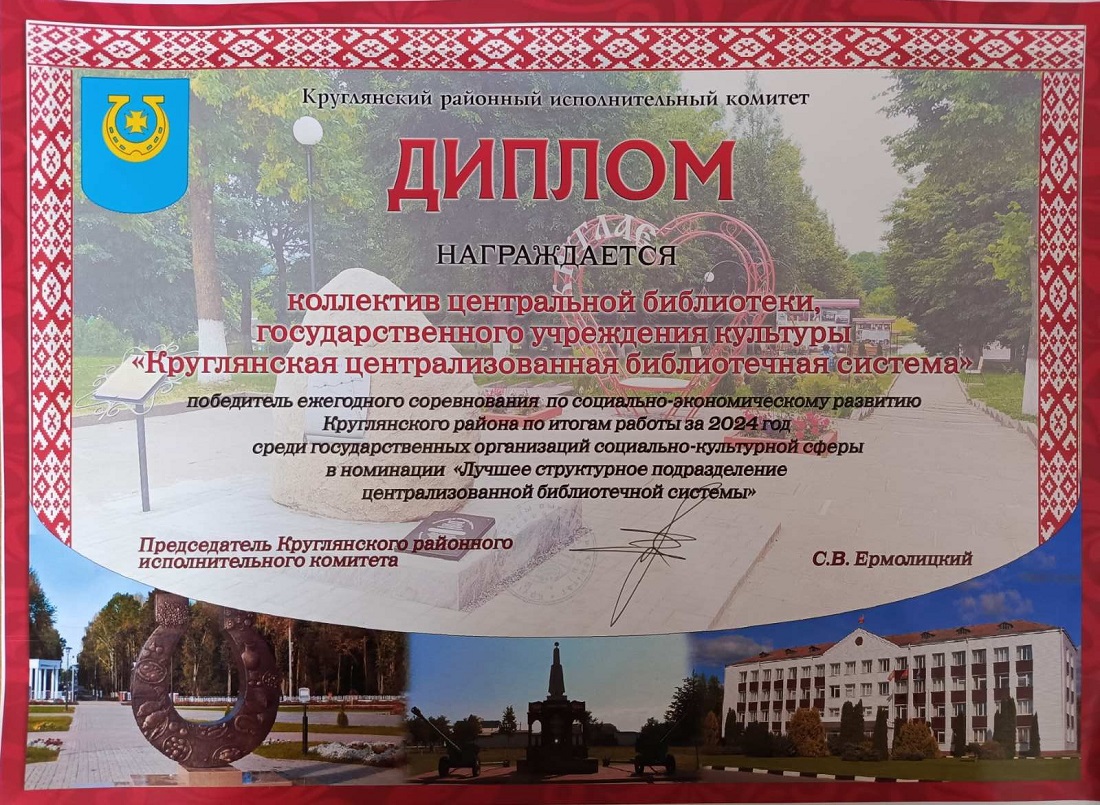 Круглянский районный исполнительный комитет
ДИПЛОМ
НАГРАЖДАЕТСЯ
коллектив центральной библиотеки,
государственного учреждения культуры
«Круглянская централизованная библиотечная система»
победитель ежегодного соревнования по социально-экономическому развитию
Круглянского района по итогам работы за 2024 год
среди государственных организаций социально-культурной сферы
в номинации «Лучшее структурное подразделение
централизованной библиотечной системы»
Председатель Круглянского районного
исполнительного комитета
С.В. Ермолицкий